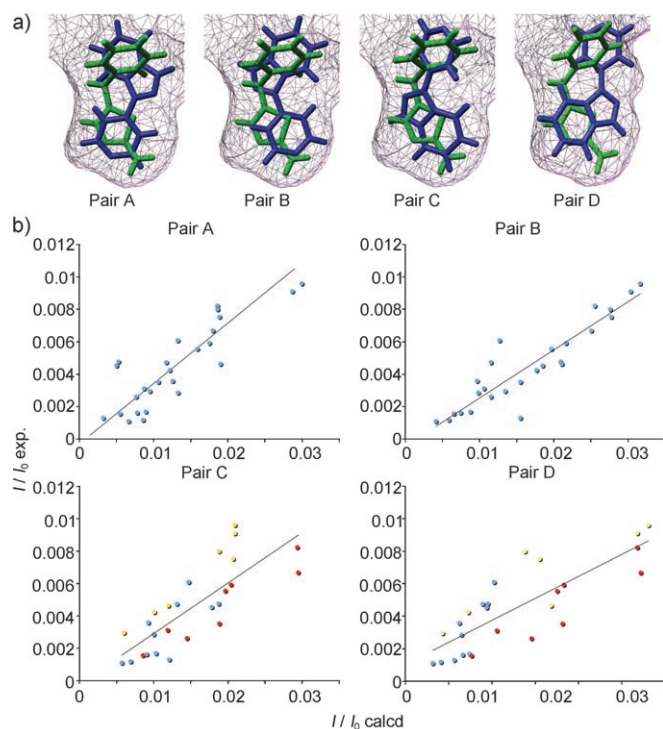 a)
Pair A Pair B Pair C Pair D
b)
Pair A Pair B
0.012 0.012
0.01 0.01
0.008 0.008
0.006 0.006
0.004 0.004
0.002 0.002
0 0
0 0.01 0.02 0.03 0 0.01 0.02 0.03
I / I0 exp.
Pair C Pair D
0.012 0.012
0.01 0.01
0.008 0.008
0.006 0.006
0.004 0.004
0.002 0.002
0 0
0 0.01 0.02 0.03 0 0.01 0.02 0.03
I / I0 calcd